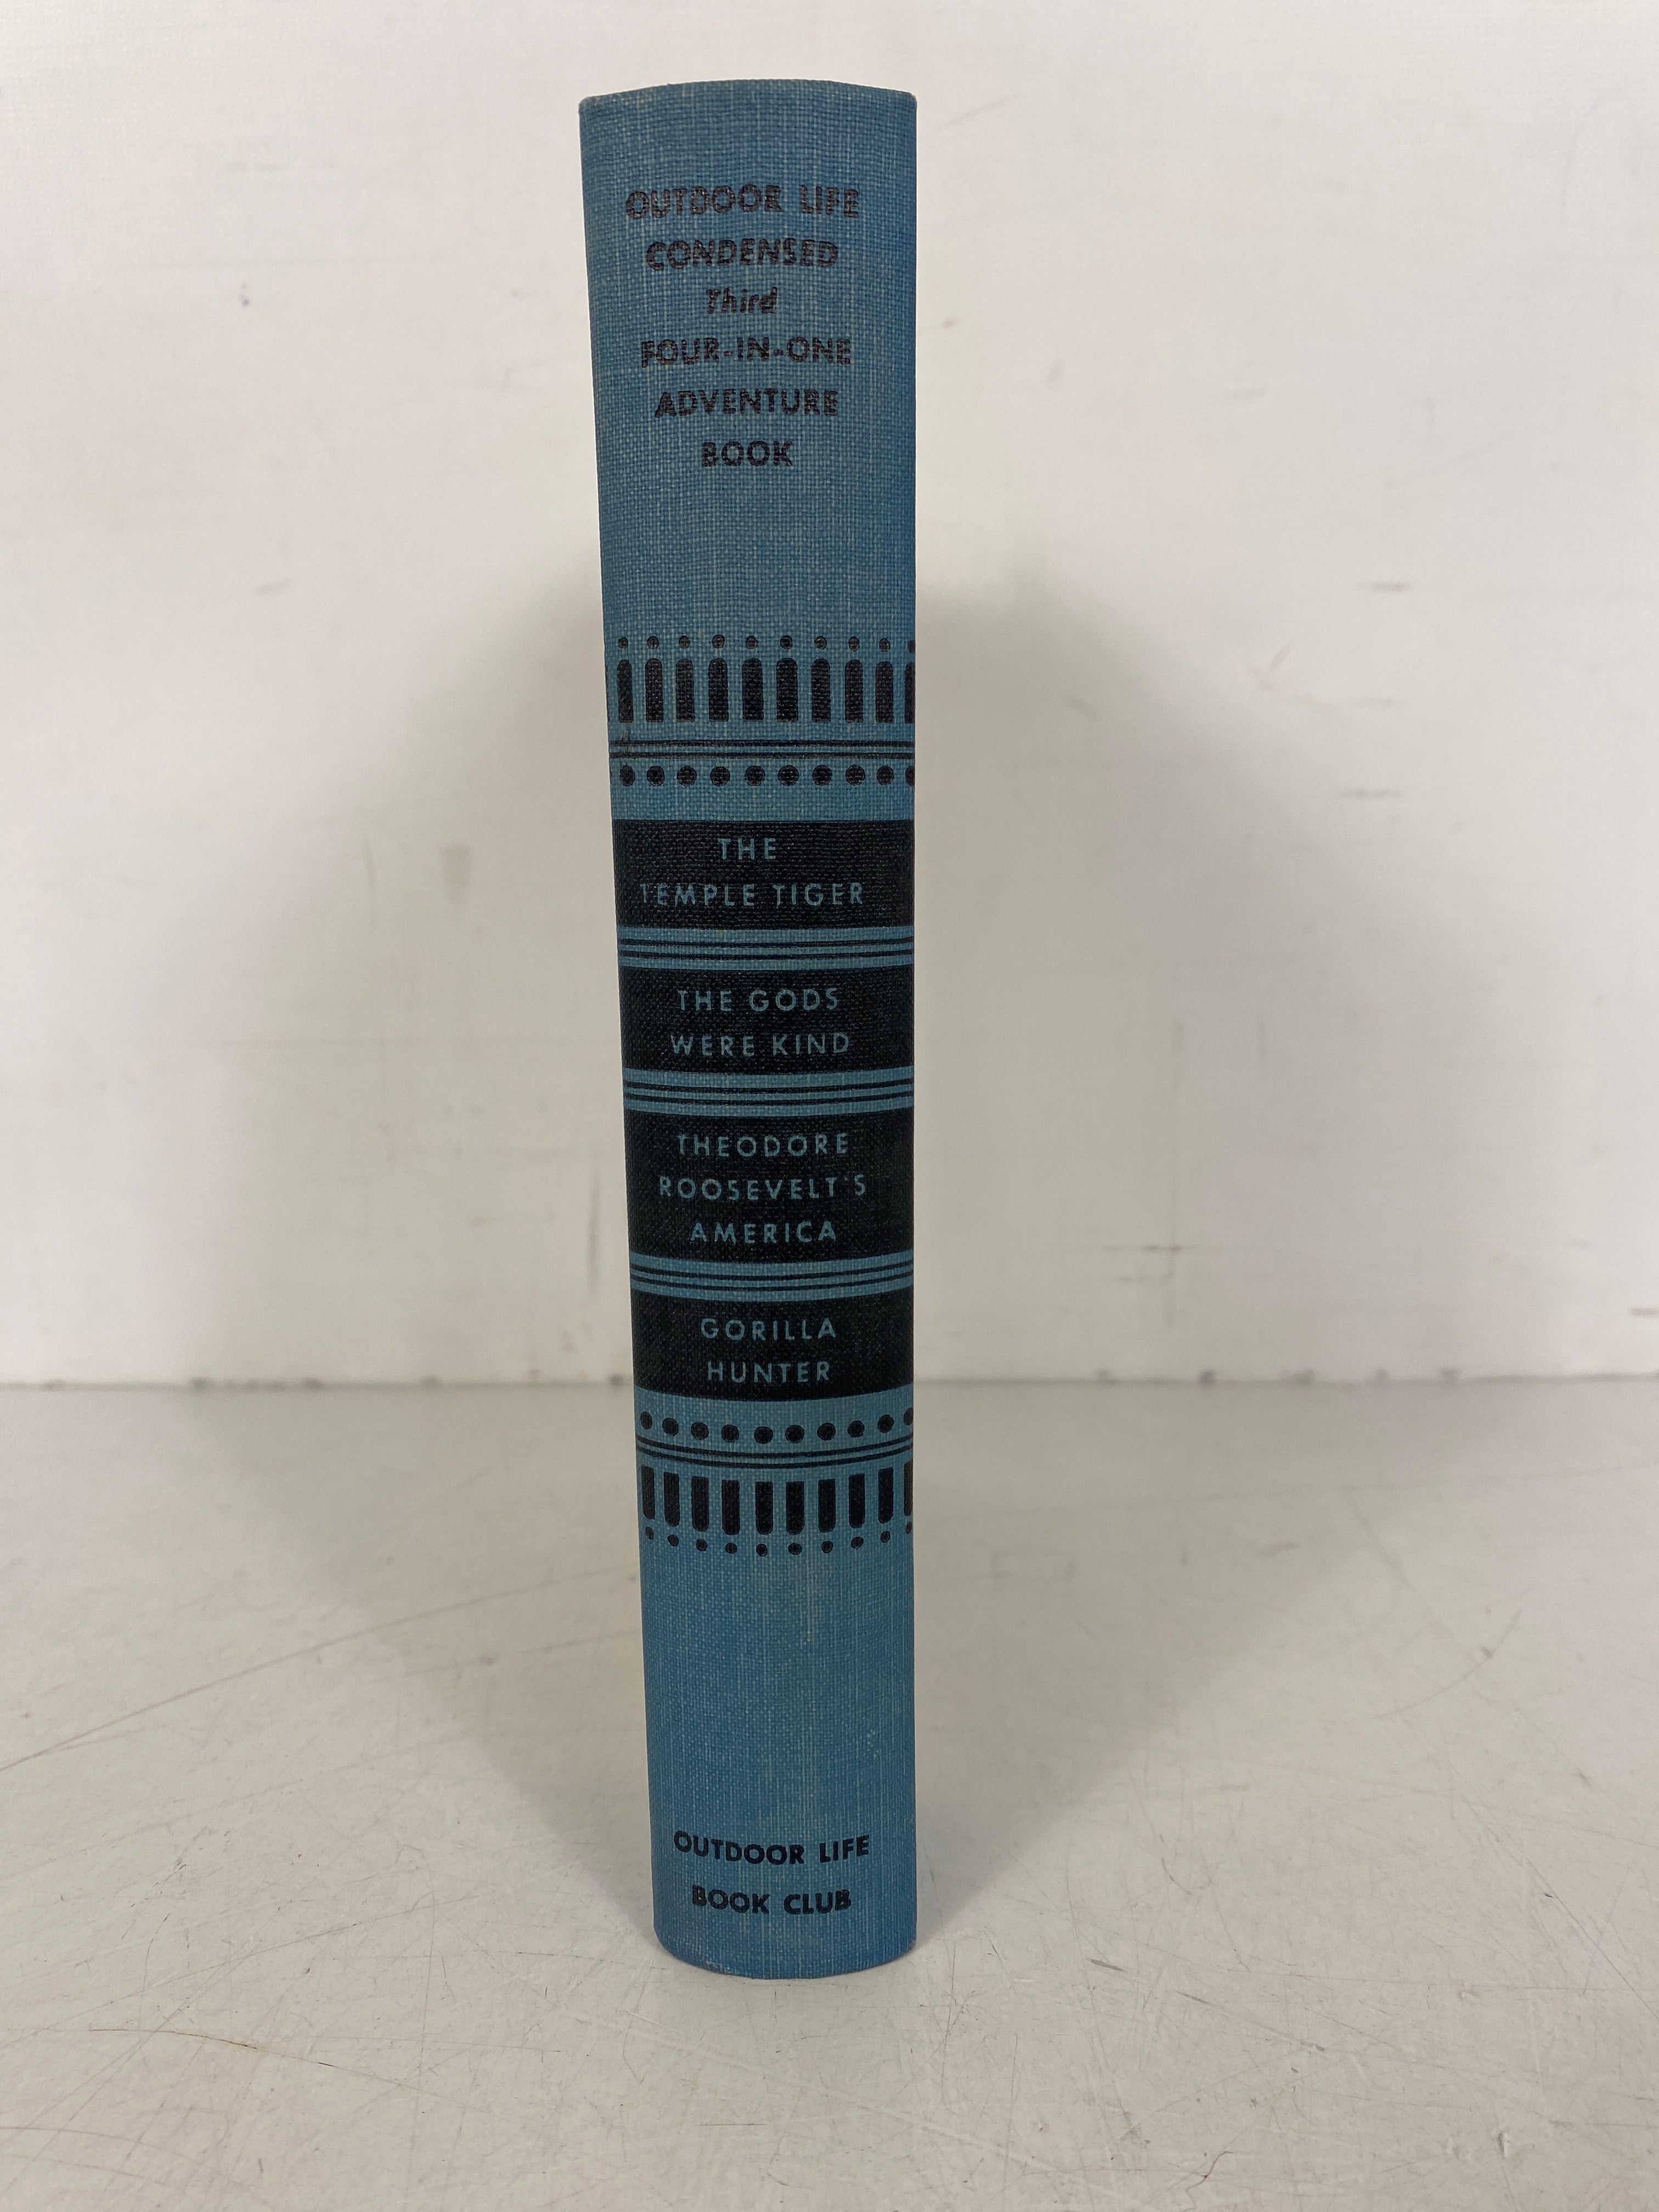 OUTDOOR LIFE
CONDENSED
Third
FOUR-IN-ONE
ADVENTURE
BOOK
THE
TEMPLE TIGER
THE GODS
WERE KIND
THEODORE
ROOSEVELT'S
AMERICA
GORILLA
HUNTER
OUTDOOR LIFE
BOOK CLUB